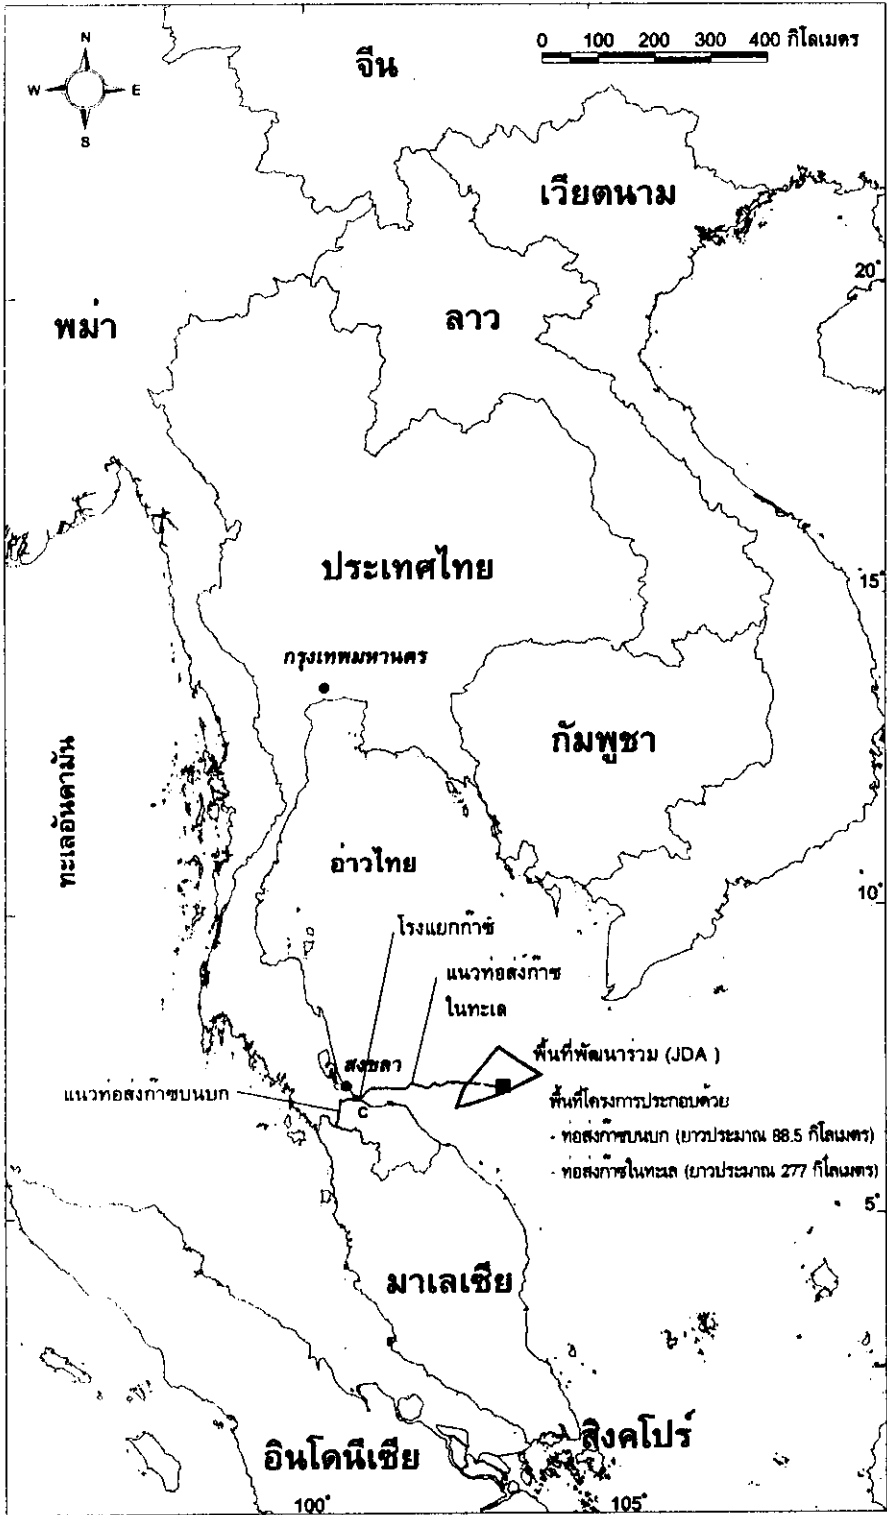 0 100 200 300 400 กิโลเมตร
N
W E
S
จีน
เวียตนาม
20°
พม่า
ลาว
ประเทศไทย
15°
กรุงเทพมหานคร
กัมพูชา
ทะเลอันดามัน
อ่าวไทย
10°
โรงแยกก๊าซ
แนวท่อส่งก๊าซ
ในทะเล
พื้นที่พัฒนาร่วม (JDA )
สงขลา
แนวท่อส่งก๊าซบนบก
C
พื้นที่โครงการประกอบด้วย
- ท่อส่งก๊าซบนบก (ยาวประมาณ 88.5 กิโลเมตร)
- ท่อส่งก๊าซในทะเล (ยาวประมาณ 277 กิโลเมตร)
5°
มาเลเซีย
สิงคโปร์
อินโดนีเซีย
100°
105°